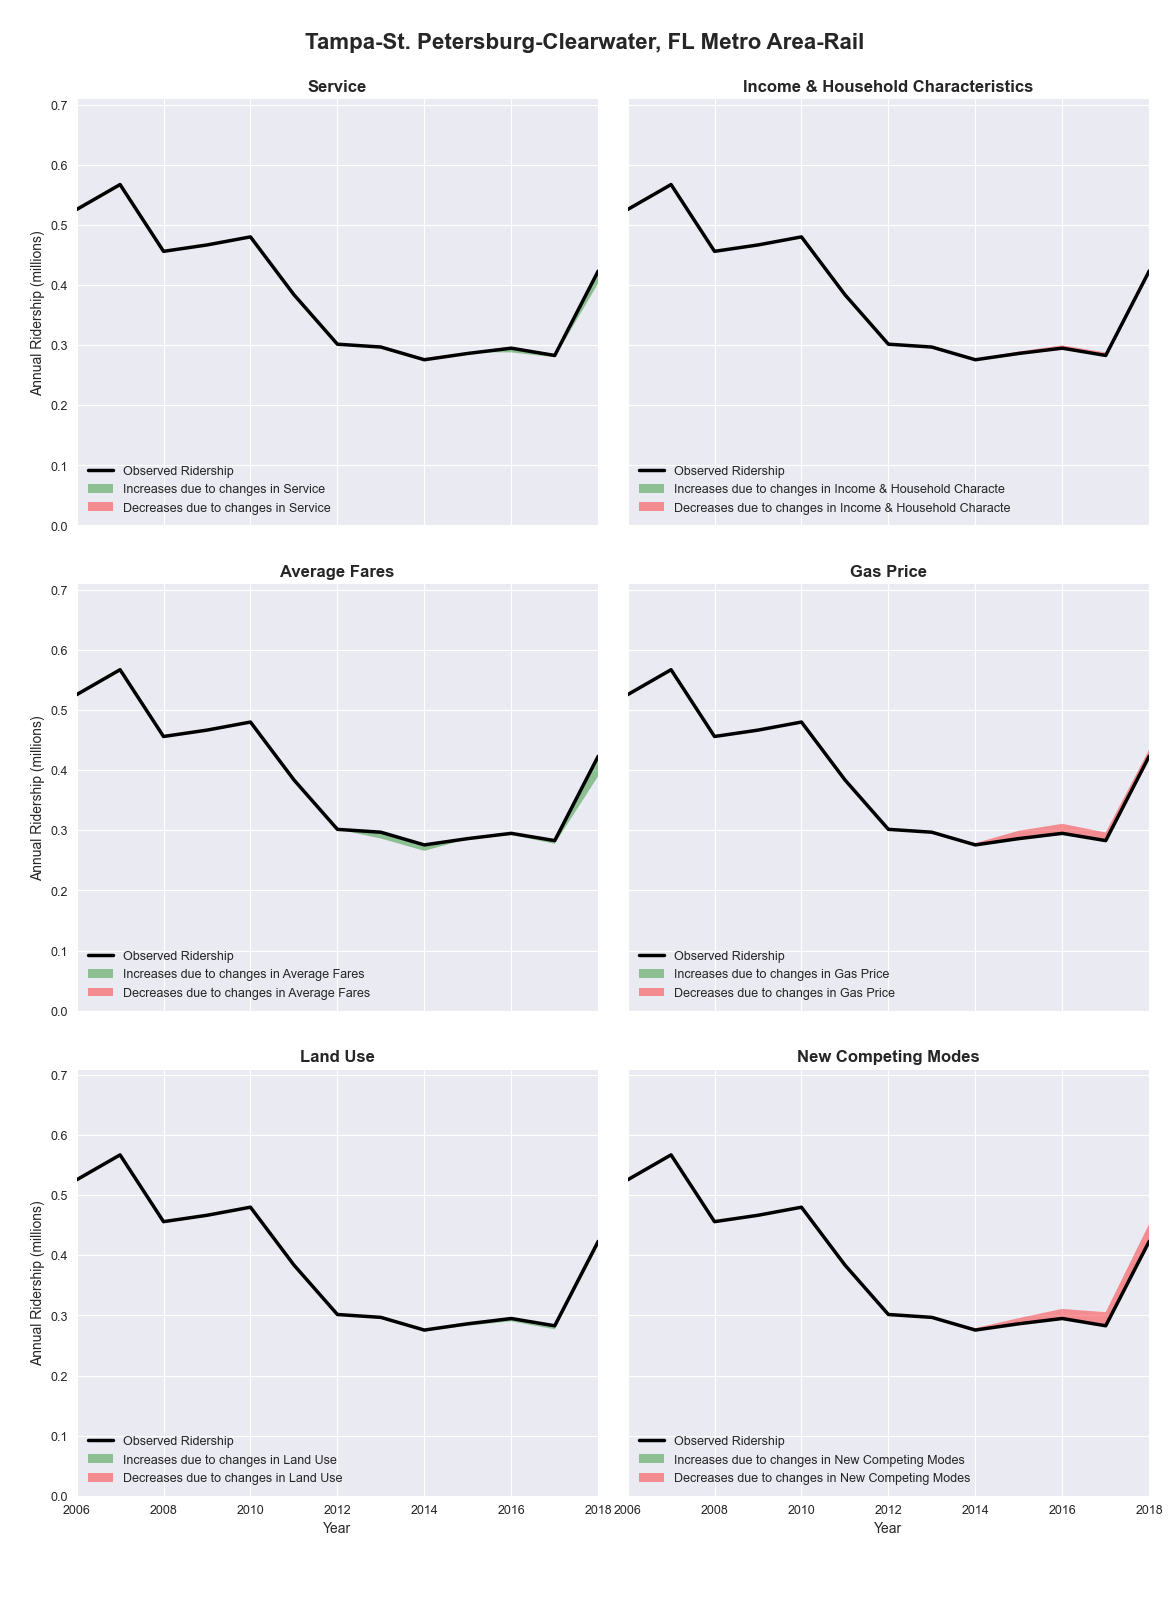 Tampa-St. Petersburg-Clearwater, FL Metro Area-Rail
Service
0.7
0.6
0.5
0.4
0.3
0.2
0.1
0.0
Annual Ridership (millions)
Observed Ridership
Increases due to changes in Service
Decreases due to changes in Service
Income & Household Characteristics
Observed Ridership
Increases due to changes in Income & Household Characte
Decreases due to changes in Income & Household Characte
Average Fares
0.7
0.6
0.5
0.4
0.3
0.2
0.1
0.0
Annual Ridership (millions)
Observed Ridership
Increases due to changes in Average Fares
Decreases due to changes in Average Fares
Gas Price
Observed Ridership
Increases due to changes in Gas Price
Decreases due to changes in Gas Price
Land Use
0.7
0.6
0.5
0.4
0.3
0.2
0.1
0.0
Annual Ridership (millions)
Observed Ridership
Increases due to changes in Land Use
Decreases due to changes in Land Use
2006 2008 2010 2012 2014 2016 2018
Year
New Competing Modes
Observed Ridership
Increases due to changes in New Competing Modes
Decreases due to changes in New Competing Modes
2006 2008 2010 2012 2014 2016 2018
Year